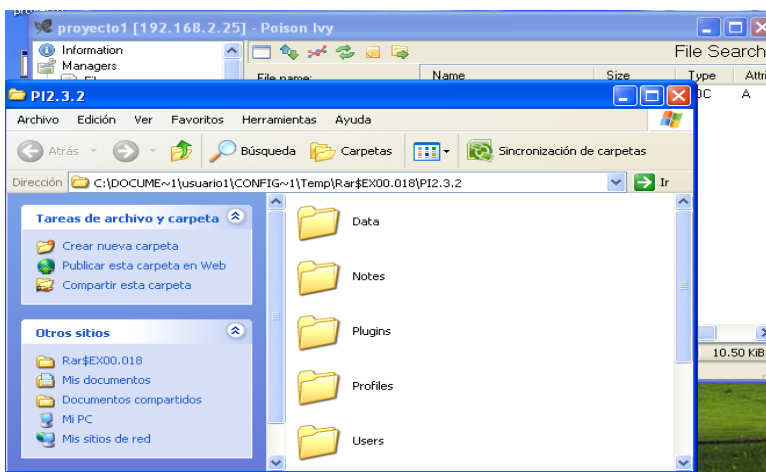 proyecto1 [192.168.2.25] - Poison Ivy
Information
Managers
File Search
File name:
Name Size Type Attri
PI2.3.2
OC A
Archivo Edición Ver Favoritos Herramientas Ayuda
Atrás Búsqueda Carpetas Sincronización de carpetas
Dirección C:\DOCUME~1\usuario1\CONFIG~1\Temp\Rar$EX00.018\PI2.3.2 Ir
Tareas de archivo y carpeta
Crear nueva carpeta
Publicar esta carpeta en Web
Compartir esta carpeta
Otros sitios
Rar$EX00.018
Mis documentos
Documentos compartidos
Mi PC
Mis sitios de red
Data
Notes
Plugins
Profiles
Users
10.50 KiB